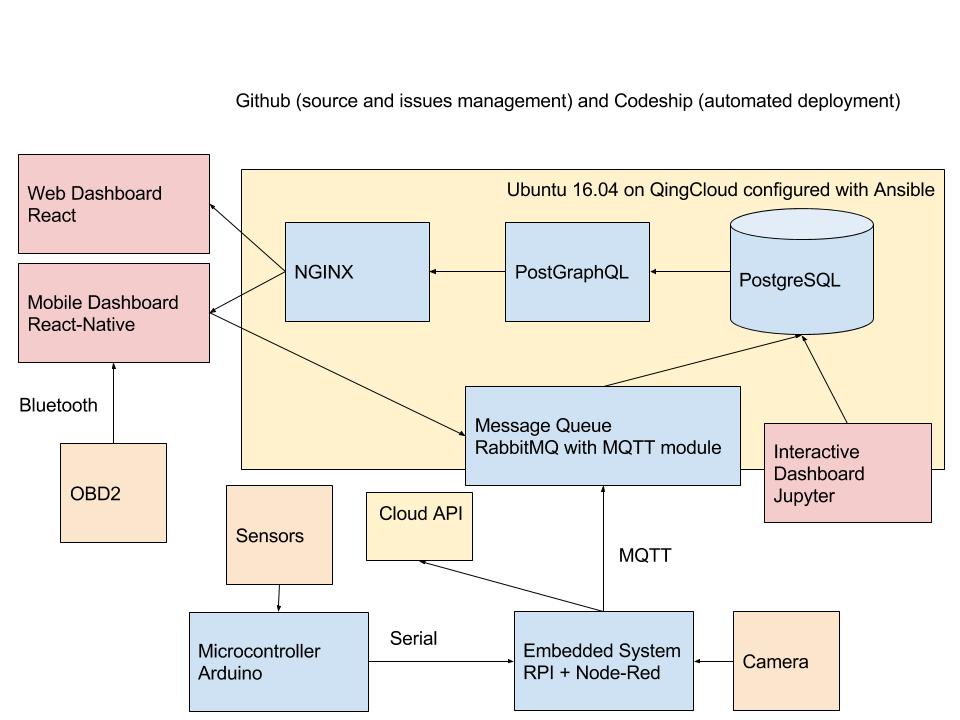 Github (source and issues management) and Codeship (automated deployment)
Web Dashboard
React
Ubuntu 16.04 on QingCloud configured with Ansible
NGINX
PostGraphQL
PostgreSQL
Mobile Dashboard
React-Native
Bluetooth
Message Queue
RabbitMQ with MQTT module
Interactive
Dashboard
Jupyter
OBD2
Sensors
Cloud API
MQTT
Microcontroller
Arduino
Serial
Embedded System
RPI + Node-Red
Camera